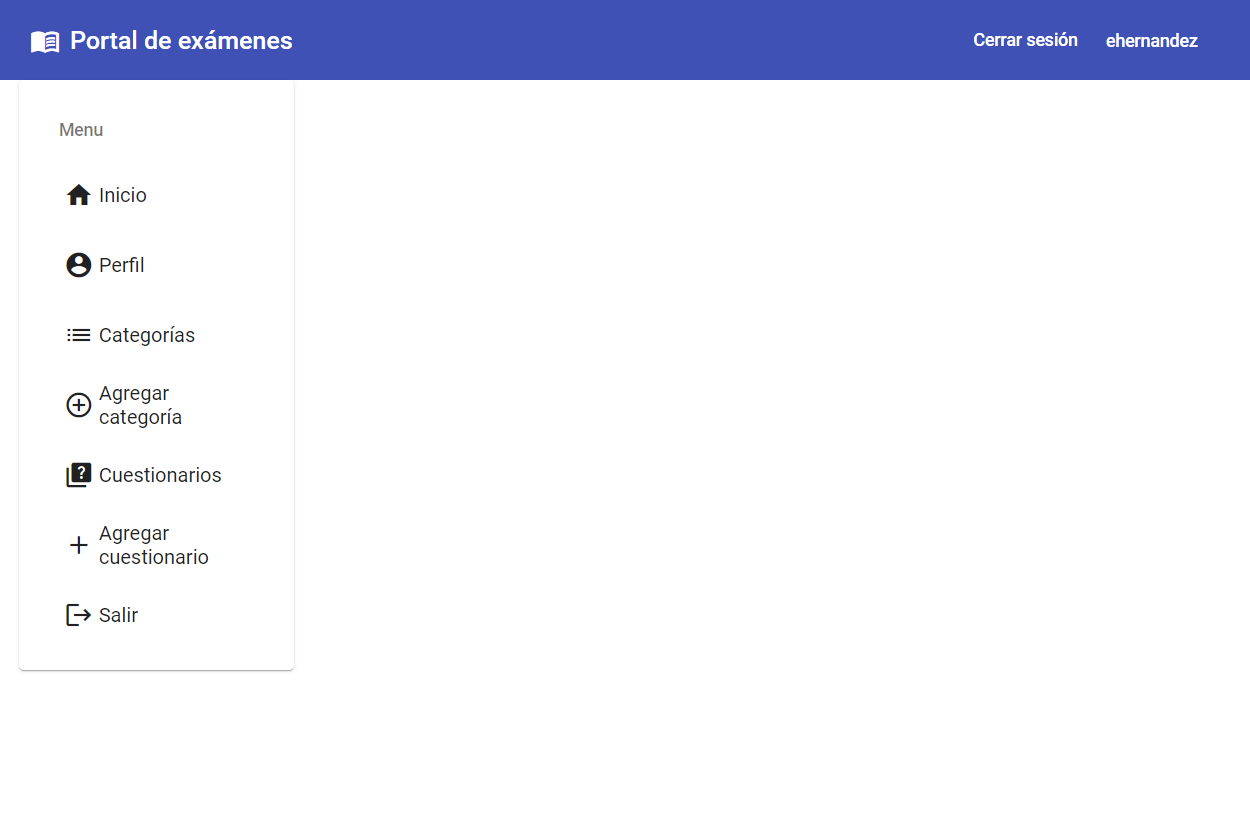 Portal de exámenes
Cerrar sesión
ehernandez
Menu
Inicio
Perfil
Categorías
Agregar
categoría
Cuestionarios
Agregar
cuestionario
Salir